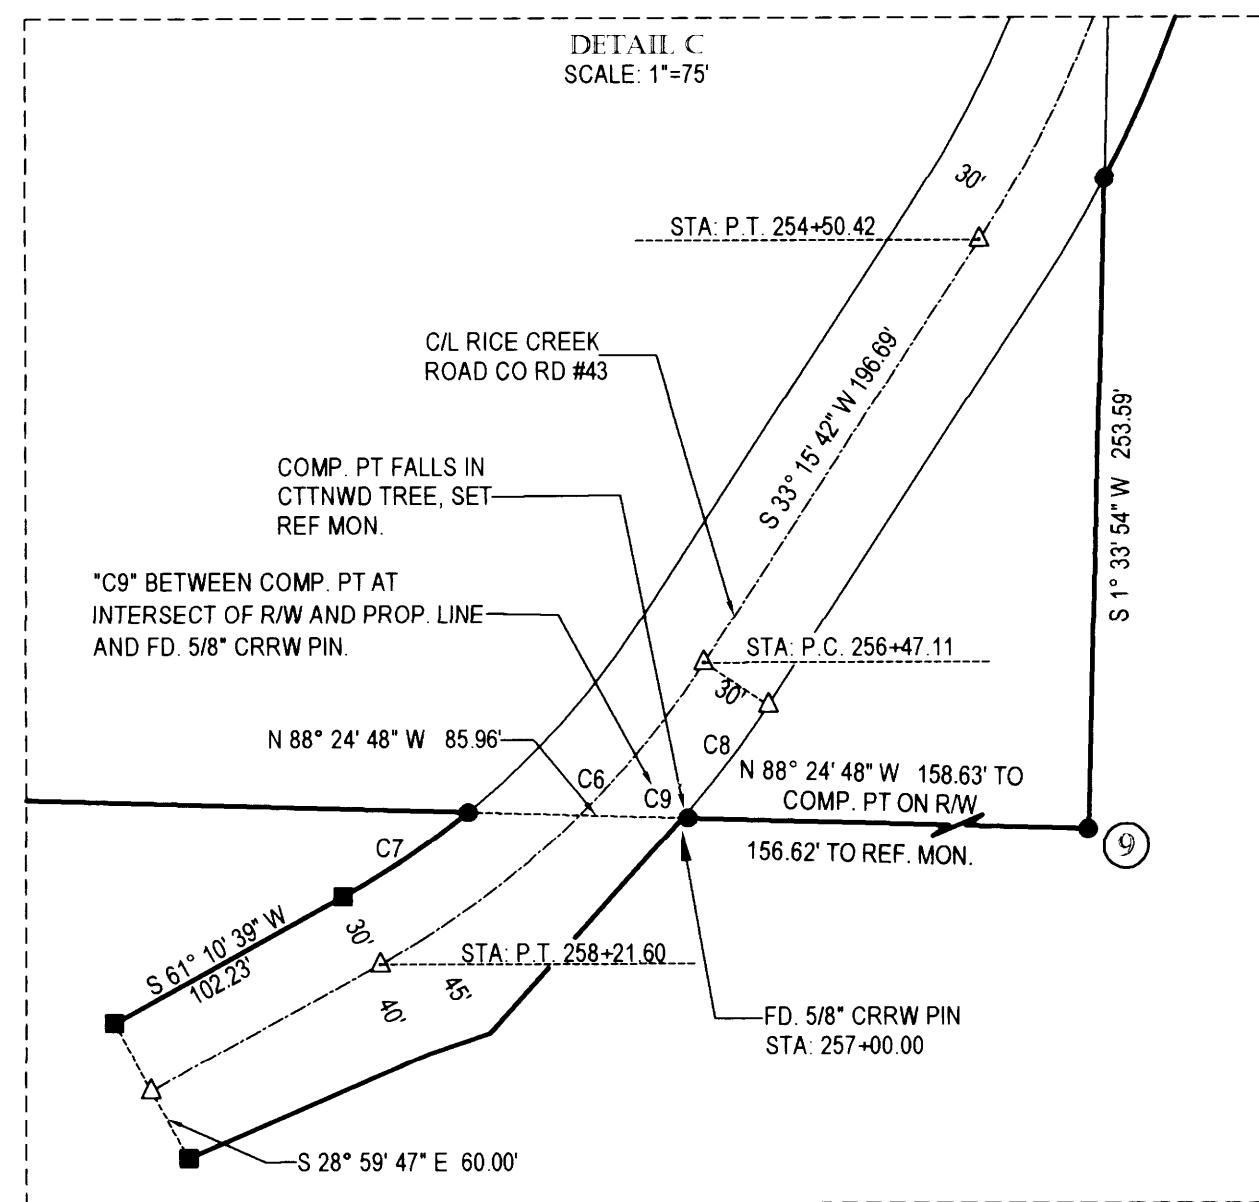 DETAIL C
SCALE: 1"=75'
30'
STA: P.T. 254+50.42
C/L RICE CREEK
ROAD CO RD #43
S 33° 15' 42" W 196.69'
S 1° 33' 54" W 253.59'
COMP. PT FALLS IN
CTTNWD TREE, SET
REF MON.
"C9" BETWEEN COMP. PT AT
INTERSECT OF R/W AND PROP. LINE
AND FD. 5/8" CRRW PIN.
STA: P.C. 256+47.11
30'
N 88° 24' 48" W 85.96'
C8
C6
C9
N 88° 24' 48" W 158.63' TO
COMP. PT ON R/W
156.62' TO REF. MON.
9
C7
S 61° 10' 39" W
102.23'
30'
STA: P.T. 258+21.60
45'
40'
FD. 5/8" CRRW PIN
STA: 257+00.00
S 28° 59' 47" E 60.00'